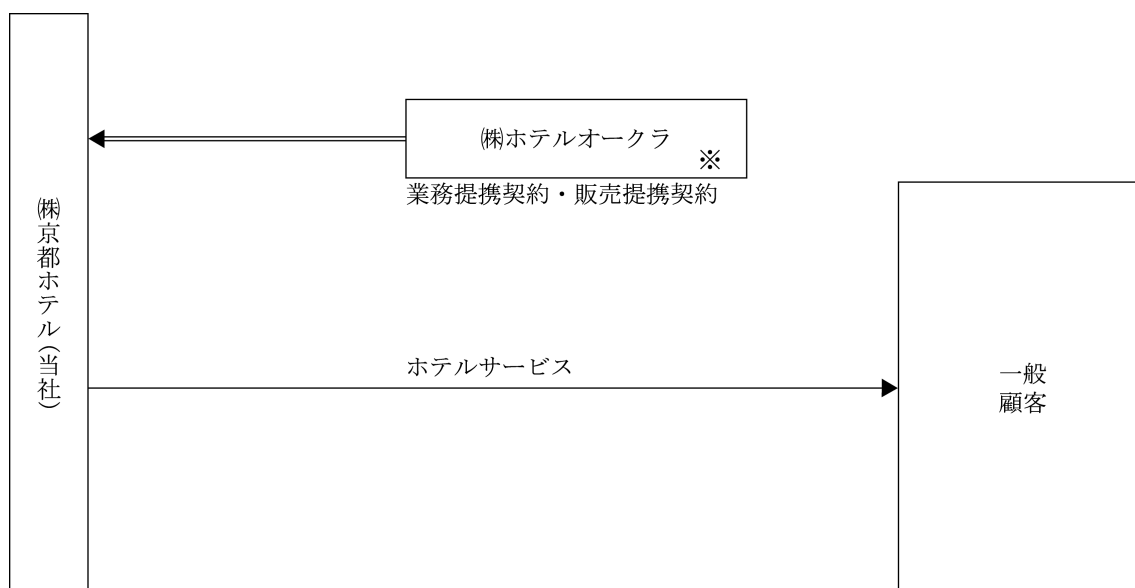 ㈱ホテルオークラ
※
業務提携契約・販売提携契約
㈱京都ホテル(当社)
ホテルサービス
一般
顧客